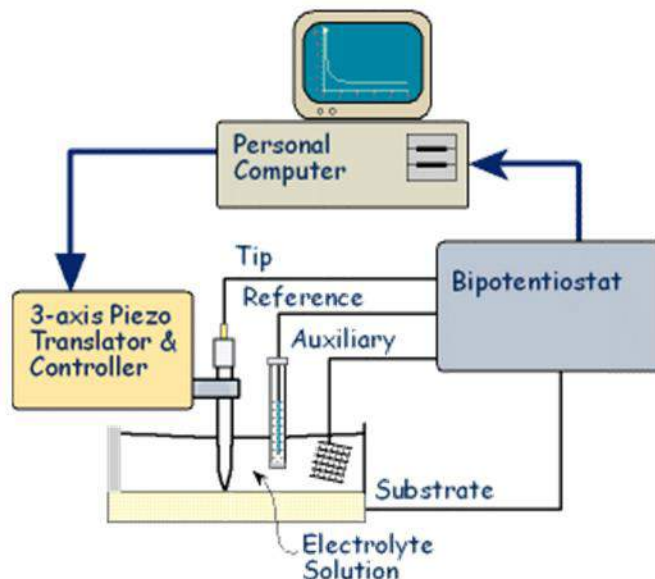 Personal
Computer
Tip
Reference
Auxiliary
Bipotentiostat
3-axis Piezo
Translator &
Controller
Substrate
Electrolyte
Solution